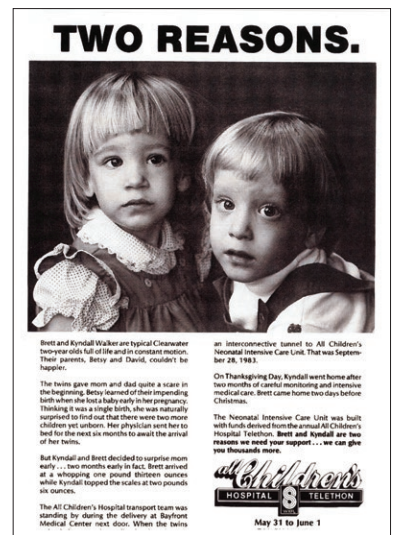 TWO REASONS.
Brett and Kyndall Walker are typical Clearwater
two-year olds full of life and in constant motion.
Their parents, Betsy and David, couldn't be
happier.
The twins gave mom and dad quite a scare in
the beginning. Betsy learned of their impending
birth when she lost a baby early in her pregnancy.
Thinking it was a single birth, she was naturally
surprised to find out that there were two more
children yet unborn. Her physician sent her to
bed for the next six months to await the arrival
of her twins.
But Kyndall and Brett decided to surprise mom
early . . . two months early in fact. Brett arrived
at a whopping one pound thirteen ounces
while Kyndall topped the scales at two pounds
six ounces.
The All Children's Hospital transport team was
standing by during the delivery at Bayfront
Medical Center next door. When the twins
an interconnective tunnel to All Children's
Neonatal Intensive Care Unit. That was Septem-
ber 28, 1983.
On Thanksgiving Day, Kyndall went home after
two months of careful monitoring and intensive
medical care. Brett came home two days before
Christmas.
The Neonatal Intensive Care Unit was built
with funds derived from the annual All Children's
Hospital Telethon. Brett and Kyndall are two
reasons we need your support . . . we can give
you thousands more.
all Children's
HOSPITAL 8 TELETHON
May 31 to June 1